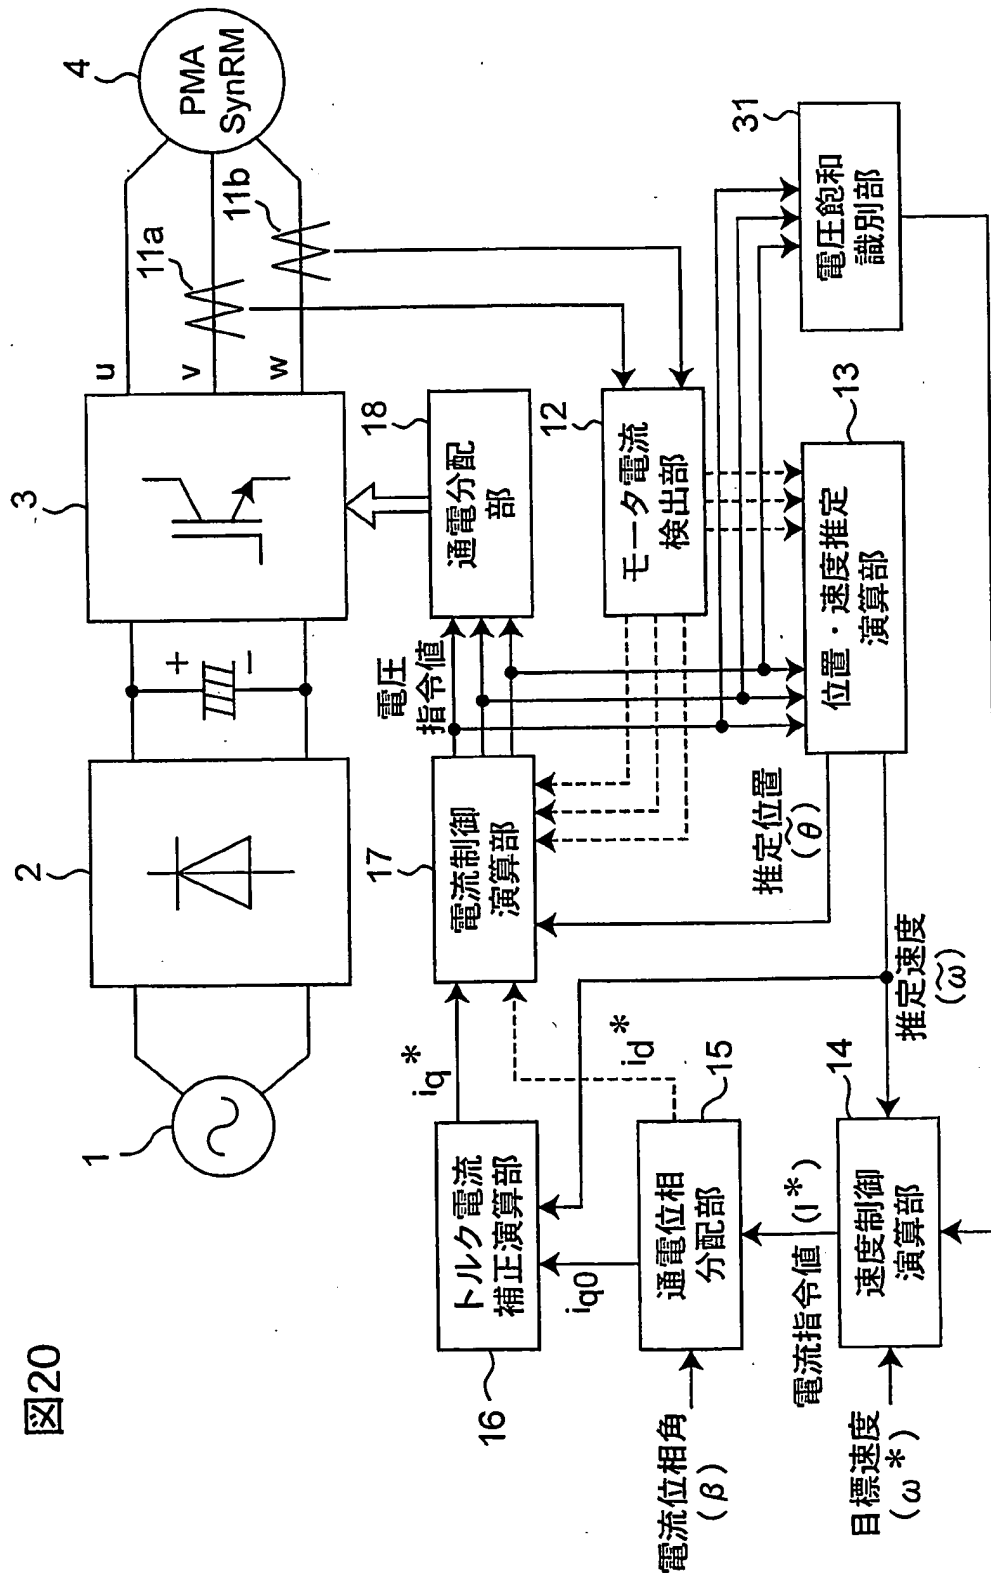 図20
1
2
3
4
+
−
u
v
w
PMA
SynRM
11a
11b
16
トルク電流
補正演算部
iq*
17
電流制御
演算部
電圧
指令値
18
通電分配
部
iq0
id*
12
モータ電流
検出部
電流位相角
(β)
通電位相
分配部
15
推定位置
(θ̃)
電流指令値 (I*)
14
13
31
目標速度
(ω*)
速度制御
演算部
推定速度
(ω̃)
位置・速度推定
演算部
電圧飽和
識別部